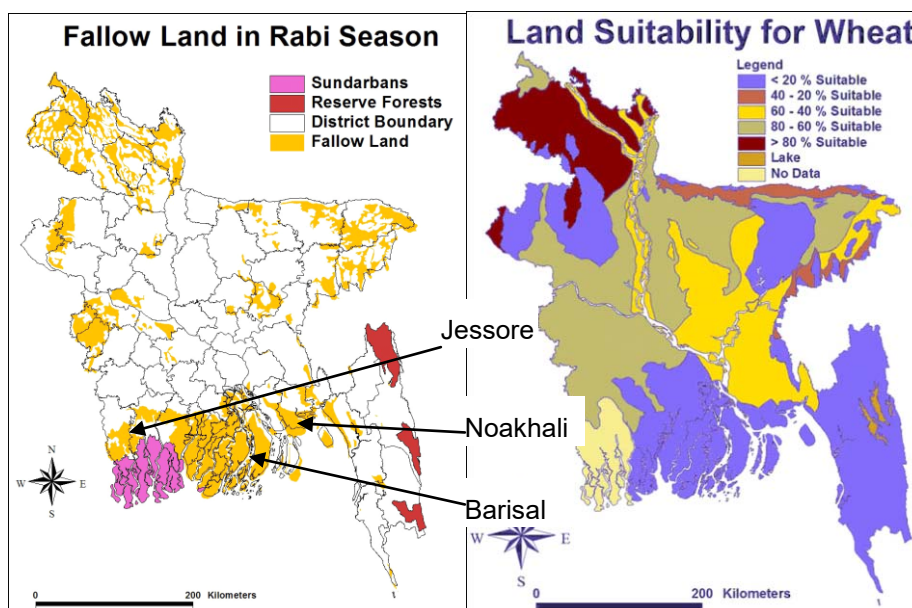 Fallow Land in Rabi Season
Sundarbans
Reserve Forests
District Boundary
Fallow Land
Jessore
Noakhali
Barisal
N
W E
S
0 200 Kilometers
Land Suitability for Wheat
Legend
< 20 % Suitable
40 - 20 % Suitable
60 - 40 % Suitable
80 - 60 % Suitable
> 80 % Suitable
Lake
No Data
E
S
0 200 Kilometers